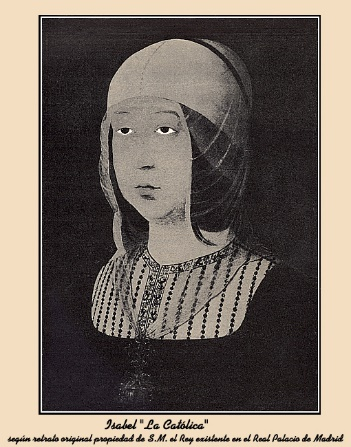 Isabel "La Católica"
según retrato original propiedad de S.M. el Rey existente en el Real Palacio de Madrid